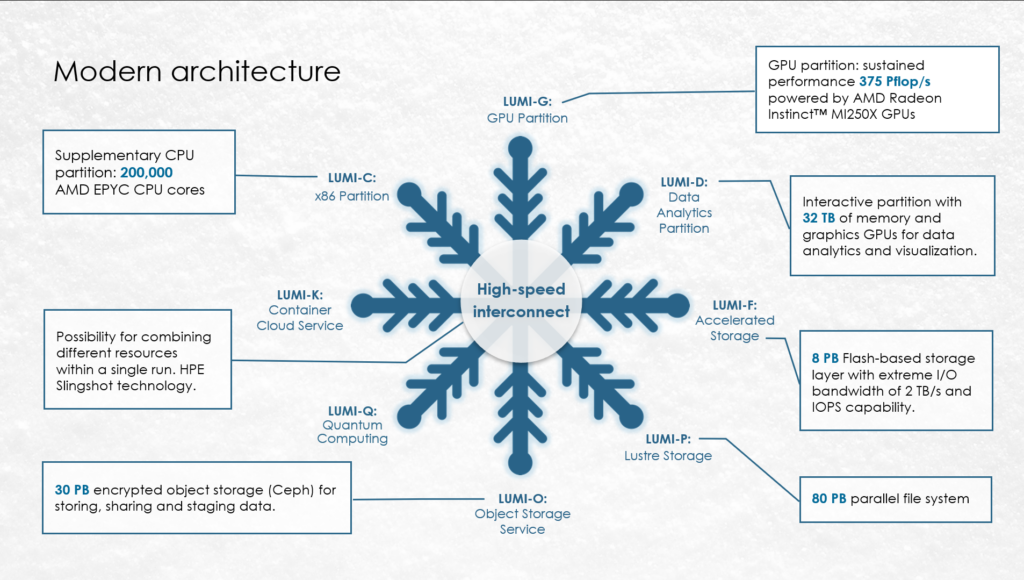 Modern architecture
GPU partition: sustained
performance 375 Pflop/s
powered by AMD Radeon
Instinct™ MI250X GPUs
LUMI-G:
GPU Partition
Supplementary CPU
partition: 200,000
AMD EPYC CPU cores
LUMI-C:
x86 Partition
LUMI-D:
Data
Analytics
Partition
Interactive partition with
32 TB of memory and
graphics GPUs for data
analytics and visualization.
High-speed
interconnect
LUMI-K:
Container
Cloud Service
LUMI-F:
Accelerated
Storage
Possibility for combining
different resources
within a single run. HPE
Slingshot technology.
8 PB Flash-based storage
layer with extreme I/O
bandwidth of 2 TB/s and
IOPS capability.
LUMI-Q:
Quantum
Computing
LUMI-P:
Lustre Storage
30 PB encrypted object storage (Ceph) for
storing, sharing and staging data.
LUMI-O:
Object Storage
Service
80 PB parallel file system